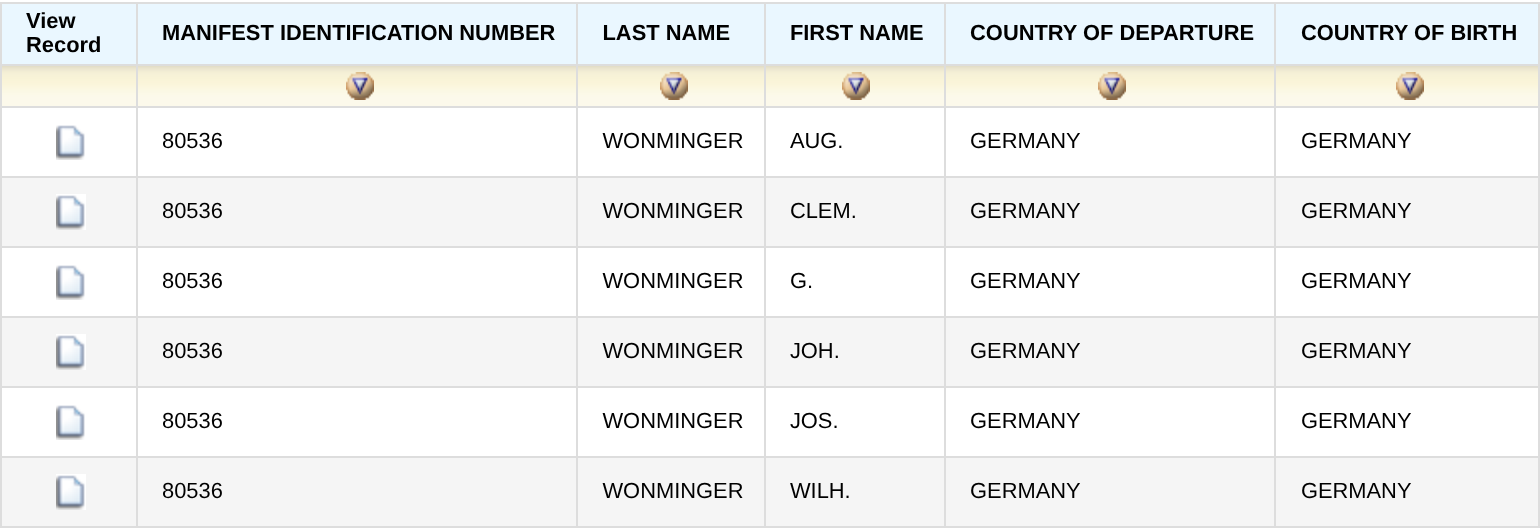 View Record MANIFEST IDENTIFICATION NUMBER LAST NAME FIRST NAME COUNTRY OF DEPARTURE COUNTRY OF BIRTH
80536 WONMINGER AUG. GERMANY GERMANY
80536 WONMINGER CLEM. GERMANY GERMANY
80536 WONMINGER G. GERMANY GERMANY
80536 WONMINGER JOH. GERMANY GERMANY
80536 WONMINGER JOS. GERMANY GERMANY
80536 WONMINGER WILH. GERMANY GERMANY